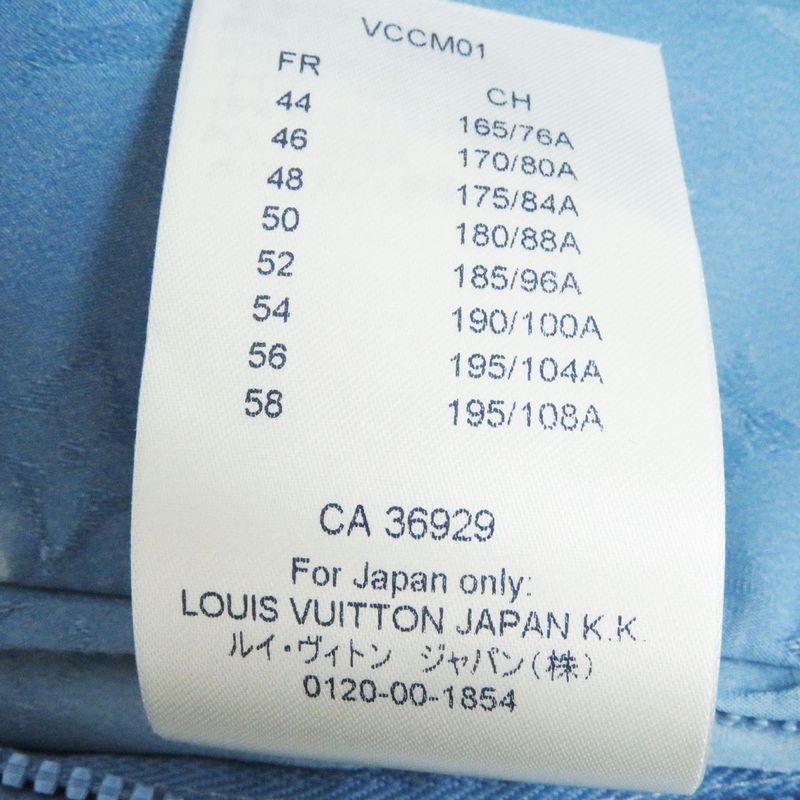 VCCM01
FR CH
44 165/76A
46 170/80A
48 175/84A
50 180/88A
52 185/96A
54 190/100A
56 195/104A
58 195/108A
CA 36929
For Japan only:
LOUIS VUITTON JAPAN K.K.
ルイ・ヴィトン ジャパン(株)
0120-00-1854